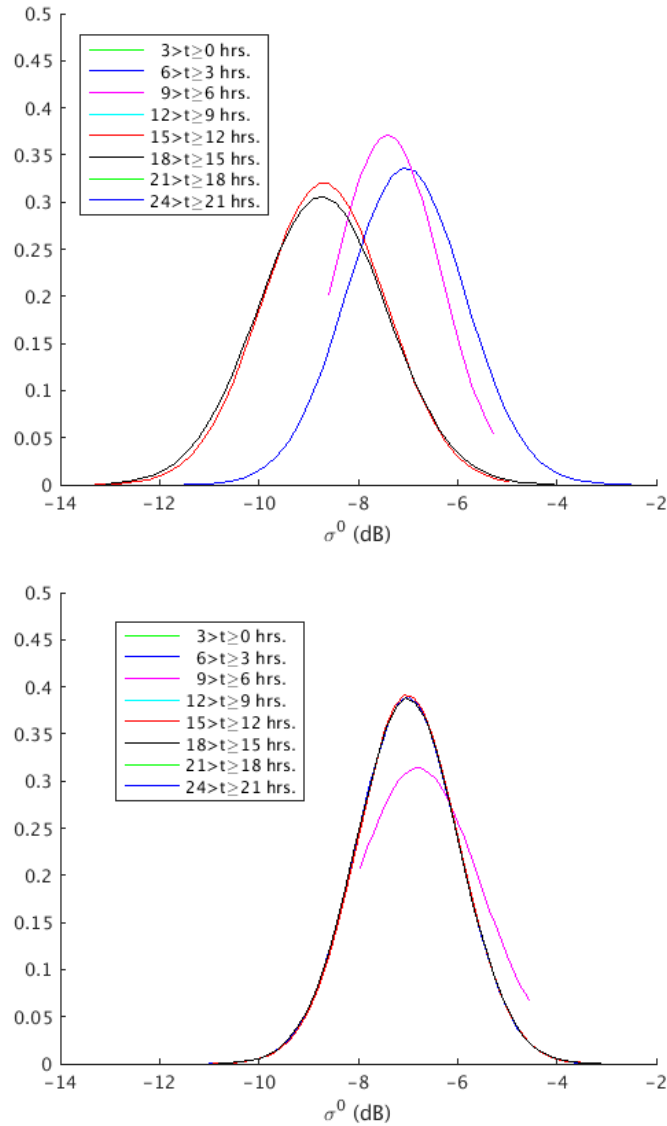 0.5
0.45
0.4
0.35
0.3
0.25
0.2
0.15
0.1
0.05
0
3>t≥0 hrs.
6>t≥3 hrs.
9>t≥6 hrs.
12>t≥9 hrs.
15>t≥12 hrs.
18>t≥15 hrs.
21>t≥18 hrs.
24>t≥21 hrs.
-14 -12 -10 -8 -6 -4 -2
σ⁰ (dB)
0.5
0.45
0.4
0.35
0.3
0.25
0.2
0.15
0.1
0.05
0
3>t≥0 hrs.
6>t≥3 hrs.
9>t≥6 hrs.
12>t≥9 hrs.
15>t≥12 hrs.
18>t≥15 hrs.
21>t≥18 hrs.
24>t≥21 hrs.
-14 -12 -10 -8 -6 -4 -2
σ⁰ (dB)